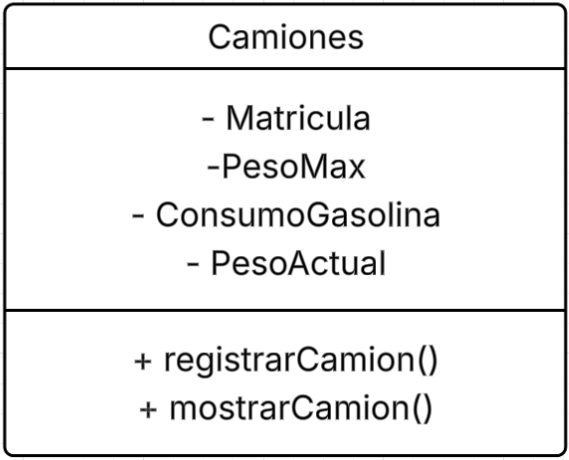 Camiones
- Matricula
-PesoMax
- ConsumoGasolina
- PesoActual
+ registrarCamion()
+ mostrarCamion()